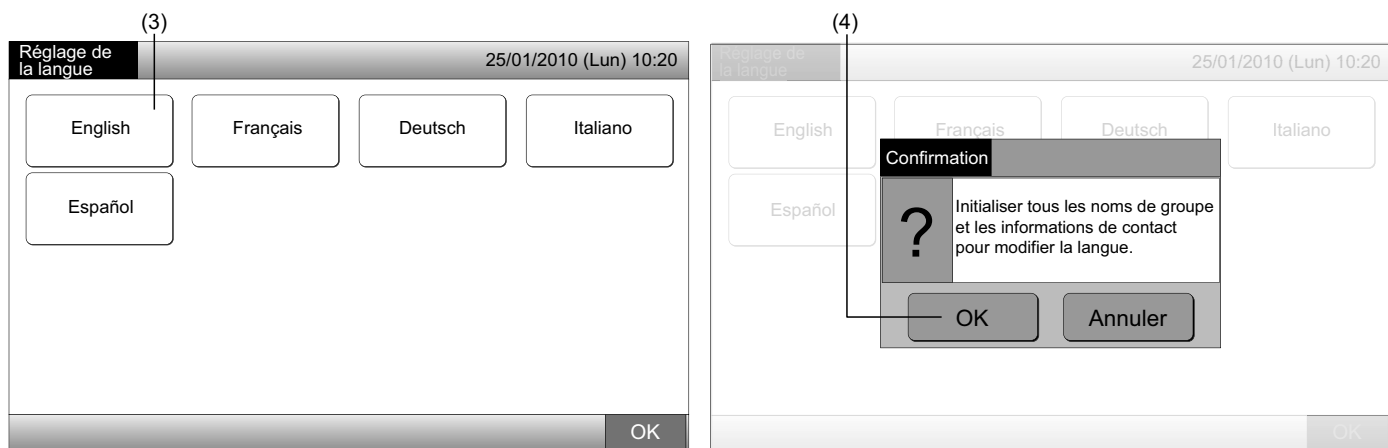 (3)
Réglage de
la langue
25/01/2010 (Lun) 10:20
English
Français
Deutsch
Italiano
Español
OK
(4)
Réglage de
la langue
25/01/2010 (Lun) 10:20
English
Français
Deutsch
Italiano
Español
Confirmation
?
Initialiser tous les noms de groupe
et les informations de contact
pour modifier la langue.
OK
Annuler
OK